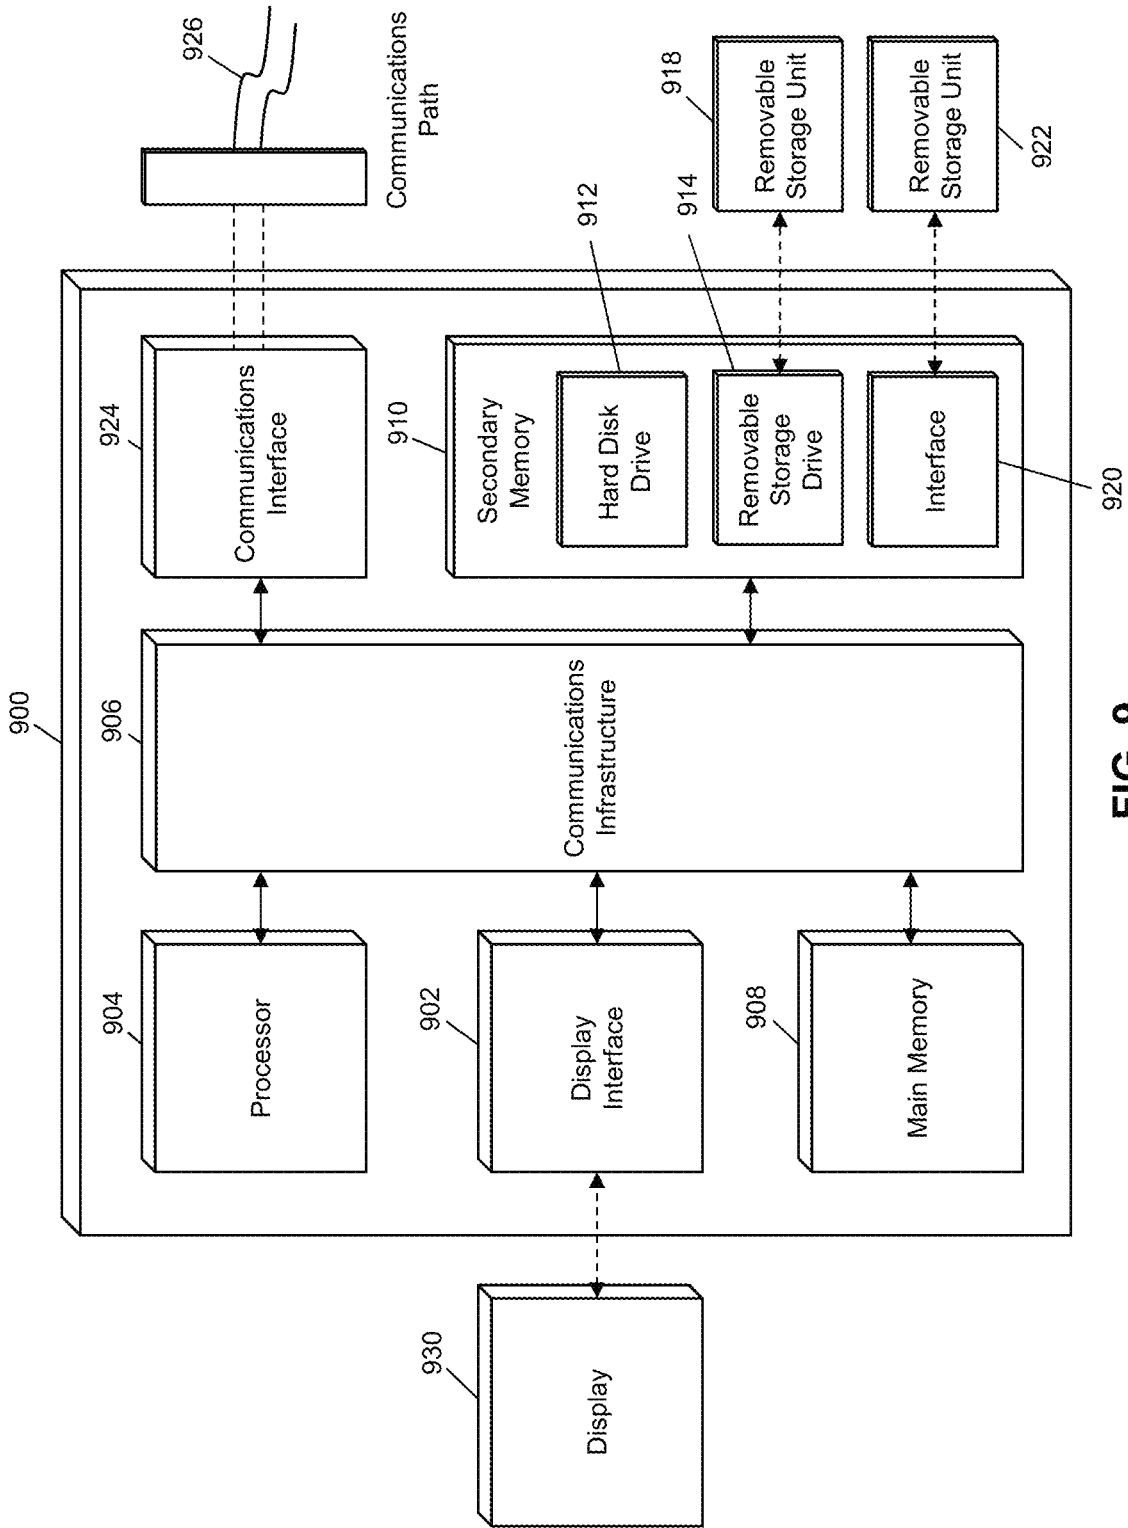 900
904
906
924
926
Processor
Communications
Interface
Communications
Path
930
902
910
Display
Display
Interface
Communications
Infrastructure
Secondary
Memory
Hard Disk
Drive
912
918
908
914
Removable
Storage
Drive
Removable
Storage Unit
Main Memory
Interface
Removable
Storage Unit
920
922
FIG. 9